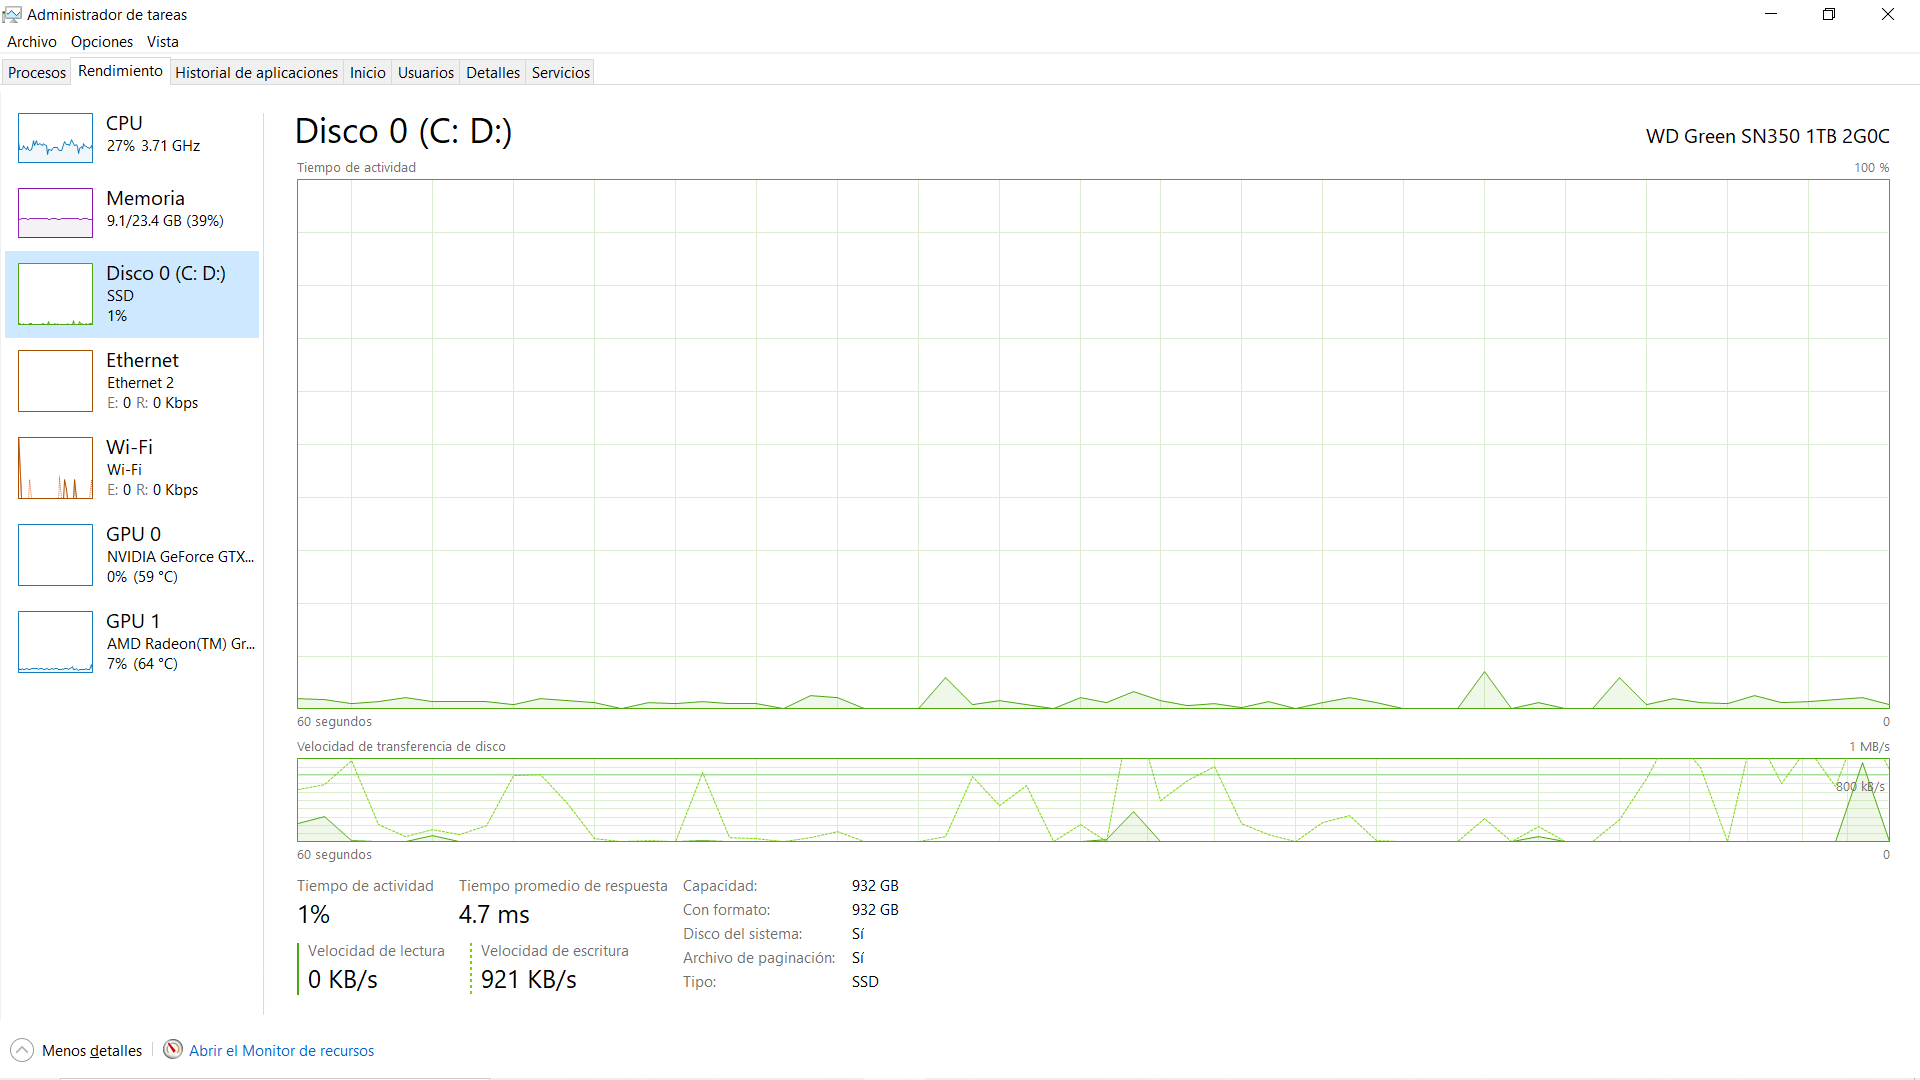 Administrador de tareas
Archivo Opciones Vista
Procesos Rendimiento Historial de aplicaciones Inicio Usuarios Detalles Servicios
CPU
27% 3.71 GHz
Memoria
9.1/23.4 GB (39%)
Disco 0 (C: D:)
SSD
1%
Ethernet
Ethernet 2
E: 0 R: 0 Kbps
Wi-Fi
Wi-Fi
E: 0 R: 0 Kbps
GPU 0
NVIDIA GeForce GTX...
0% (59 °C)
GPU 1
AMD Radeon(TM) Gr...
7% (64 °C)
Disco 0 (C: D:)
WD Green SN350 1TB 2G0C
Tiempo de actividad
100 %
60 segundos
0
Velocidad de transferencia de disco
1 MB/s
800 kB/s
60 segundos
0
Tiempo de actividad
1%
Tiempo promedio de respuesta
4.7 ms
Velocidad de lectura
0 KB/s
Velocidad de escritura
921 KB/s
Capacidad: 932 GB
Con formato: 932 GB
Disco del sistema: Sí
Archivo de paginación: Sí
Tipo: SSD
Menos detalles
Abrir el Monitor de recursos